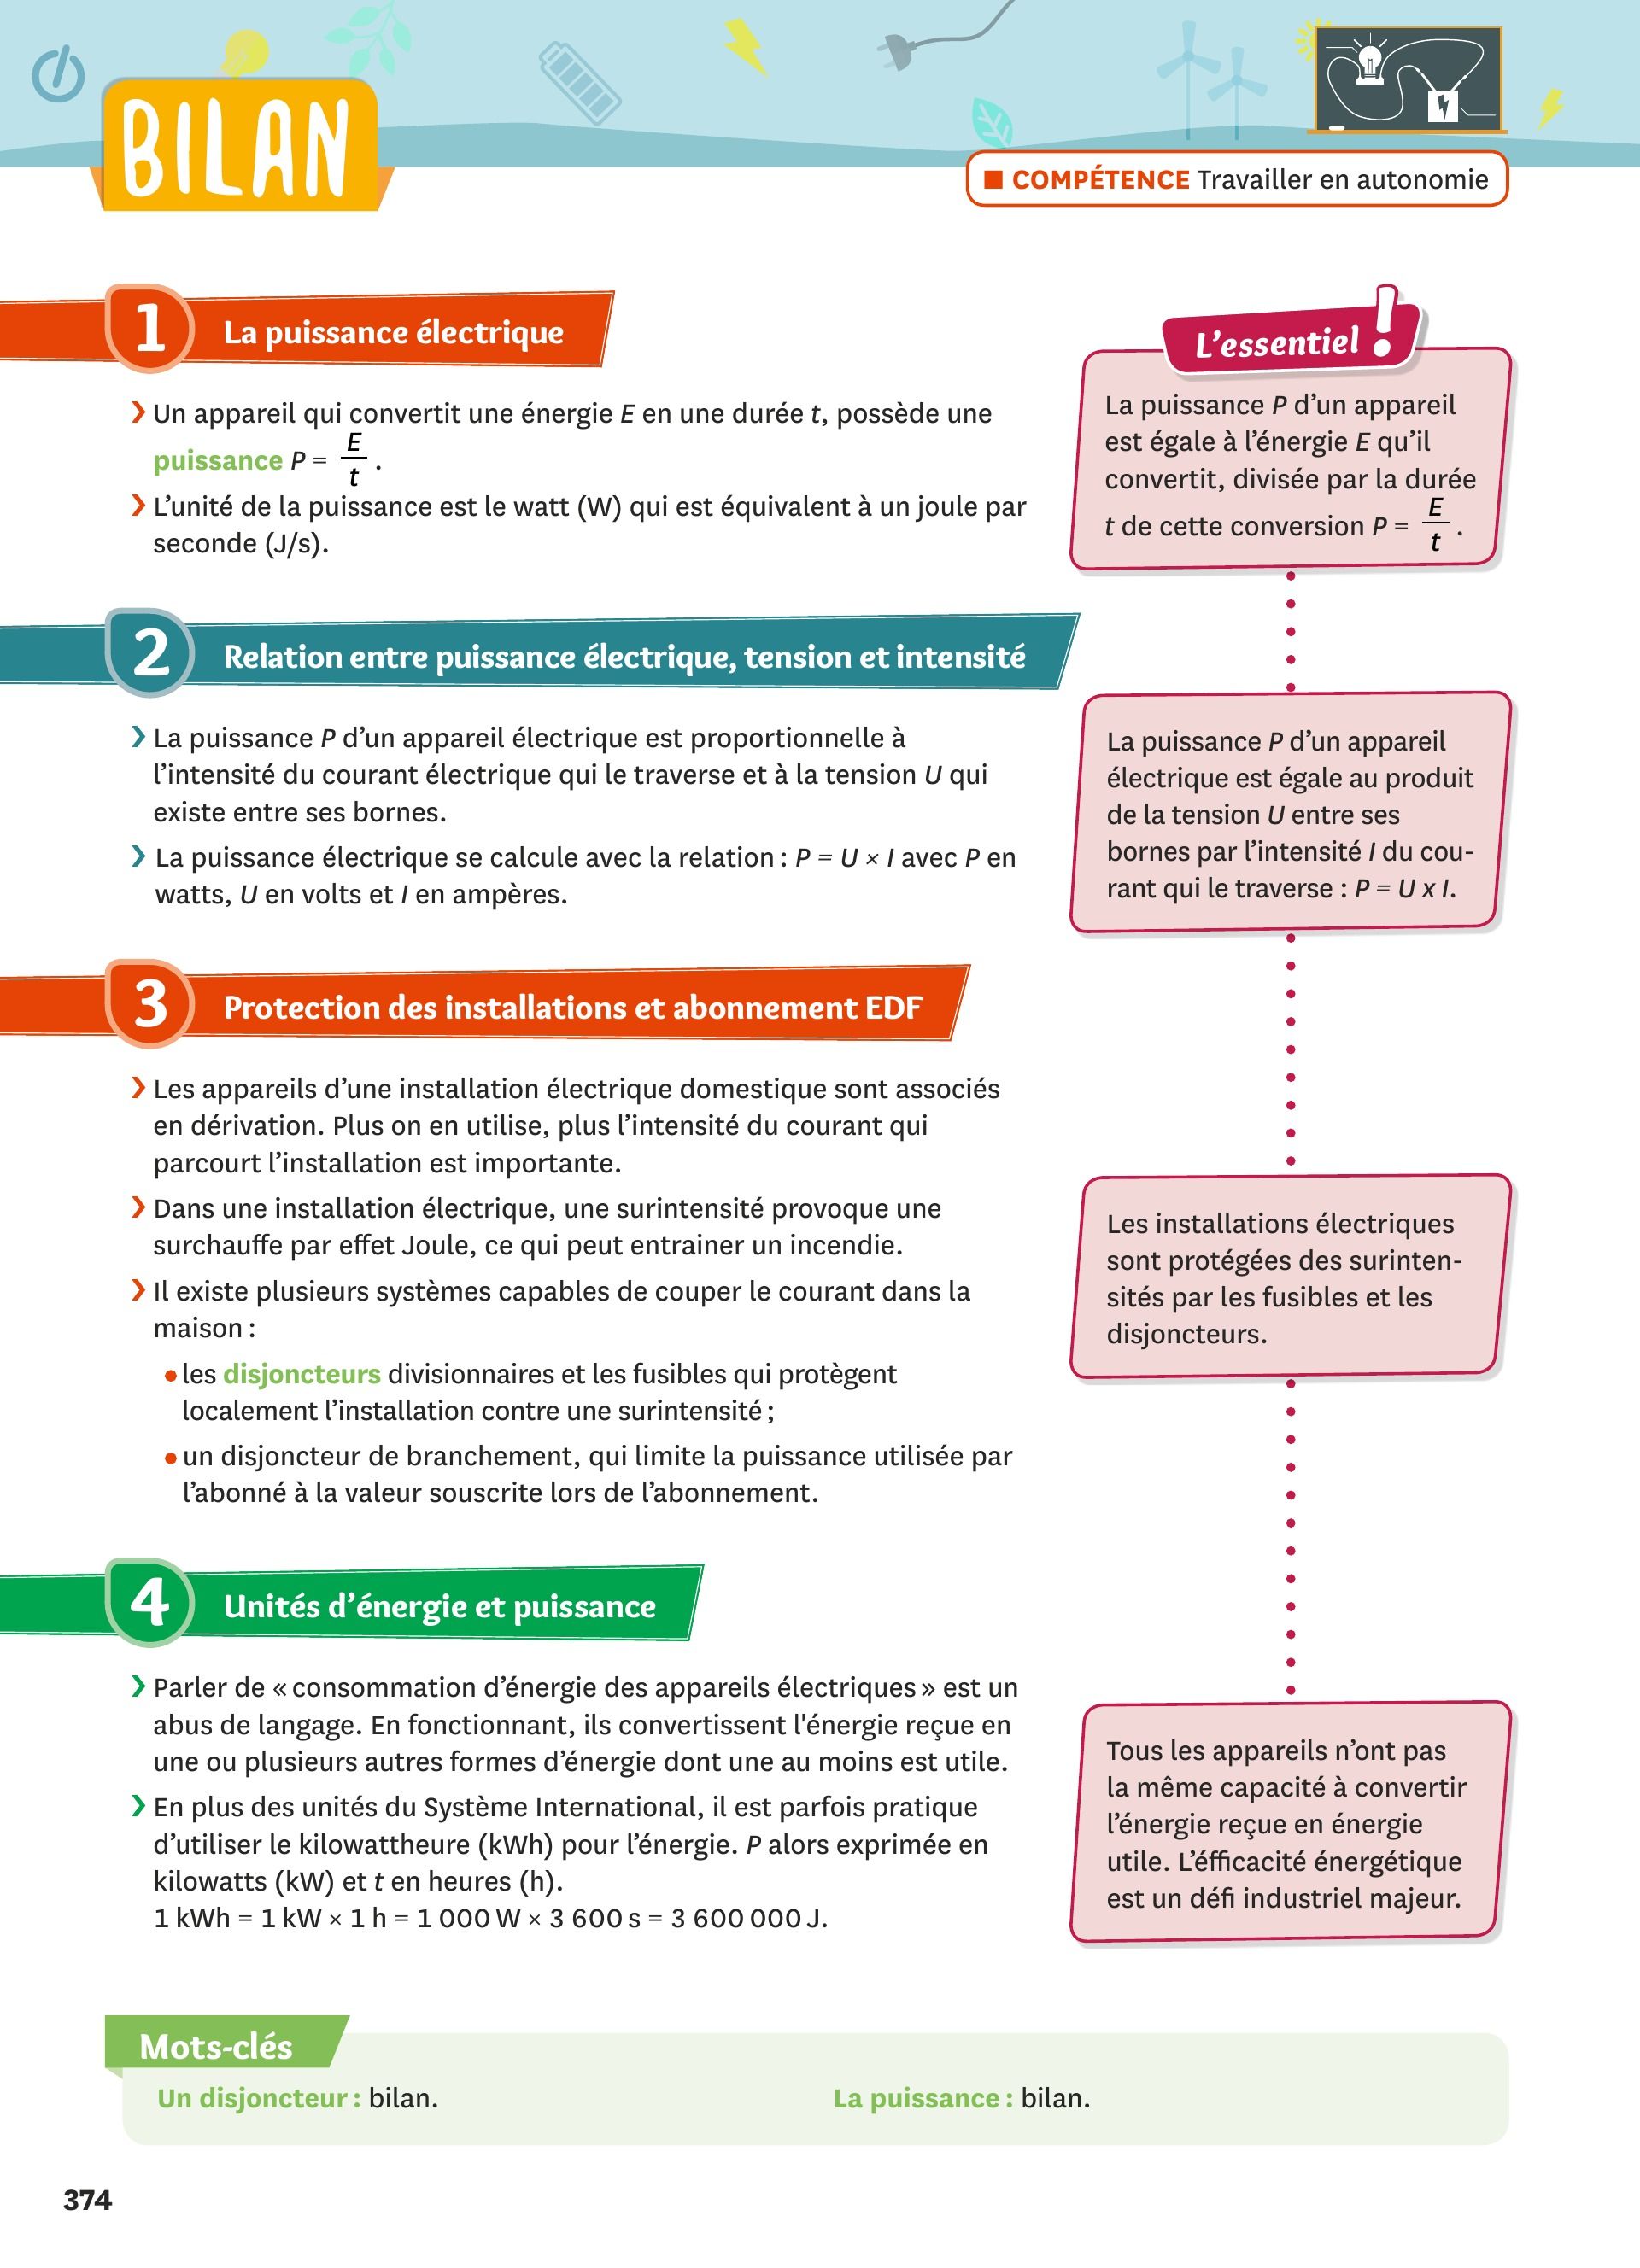 BILAN
■ COMPÉTENCE Travailler en autonomie
1 La puissance électrique
❯ Un appareil qui convertit une énergie E en une durée t, possède une
puissance P = E/t .
❯ L’unité de la puissance est le watt (W) qui est équivalent à un joule par
seconde (J/s).
L’essentiel !
La puissance P d’un appareil
est égale à l’énergie E qu’il
convertit, divisée par la durée
t de cette conversion P = E/t .
2 Relation entre puissance électrique, tension et intensité
❯ La puissance P d’un appareil électrique est proportionnelle à
l’intensité du courant électrique qui le traverse et à la tension U qui
existe entre ses bornes.
❯ La puissance électrique se calcule avec la relation : P = U × I avec P en
watts, U en volts et I en ampères.
La puissance P d’un appareil
électrique est égale au produit
de la tension U entre ses
bornes par l’intensité I du cou-
rant qui le traverse : P = U x I.
3 Protection des installations et abonnement EDF
❯ Les appareils d’une installation électrique domestique sont associés
en dérivation. Plus on en utilise, plus l’intensité du courant qui
parcourt l’installation est importante.
❯ Dans une installation électrique, une surintensité provoque une
surchauffe par effet Joule, ce qui peut entrainer un incendie.
❯ Il existe plusieurs systèmes capables de couper le courant dans la
maison :
• les disjoncteurs divisionnaires et les fusibles qui protègent
localement l’installation contre une surintensité ;
• un disjoncteur de branchement, qui limite la puissance utilisée par
l’abonné à la valeur souscrite lors de l’abonnement.
Les installations électriques
sont protégées des surinten-
sités par les fusibles et les
disjoncteurs.
4 Unités d’énergie et puissance
❯ Parler de « consommation d’énergie des appareils électriques » est un
abus de langage. En fonctionnant, ils convertissent l'énergie reçue en
une ou plusieurs autres formes d’énergie dont une au moins est utile.
❯ En plus des unités du Système International, il est parfois pratique
d’utiliser le kilowattheure (kWh) pour l’énergie. P alors exprimée en
kilowatts (kW) et t en heures (h).
1 kWh = 1 kW × 1 h = 1 000 W × 3 600 s = 3 600 000 J.
Tous les appareils n’ont pas
la même capacité à convertir
l’énergie reçue en énergie
utile. L’éfficacité énergétique
est un défi industriel majeur.
Mots-clés
Un disjoncteur : bilan.
La puissance : bilan.
374